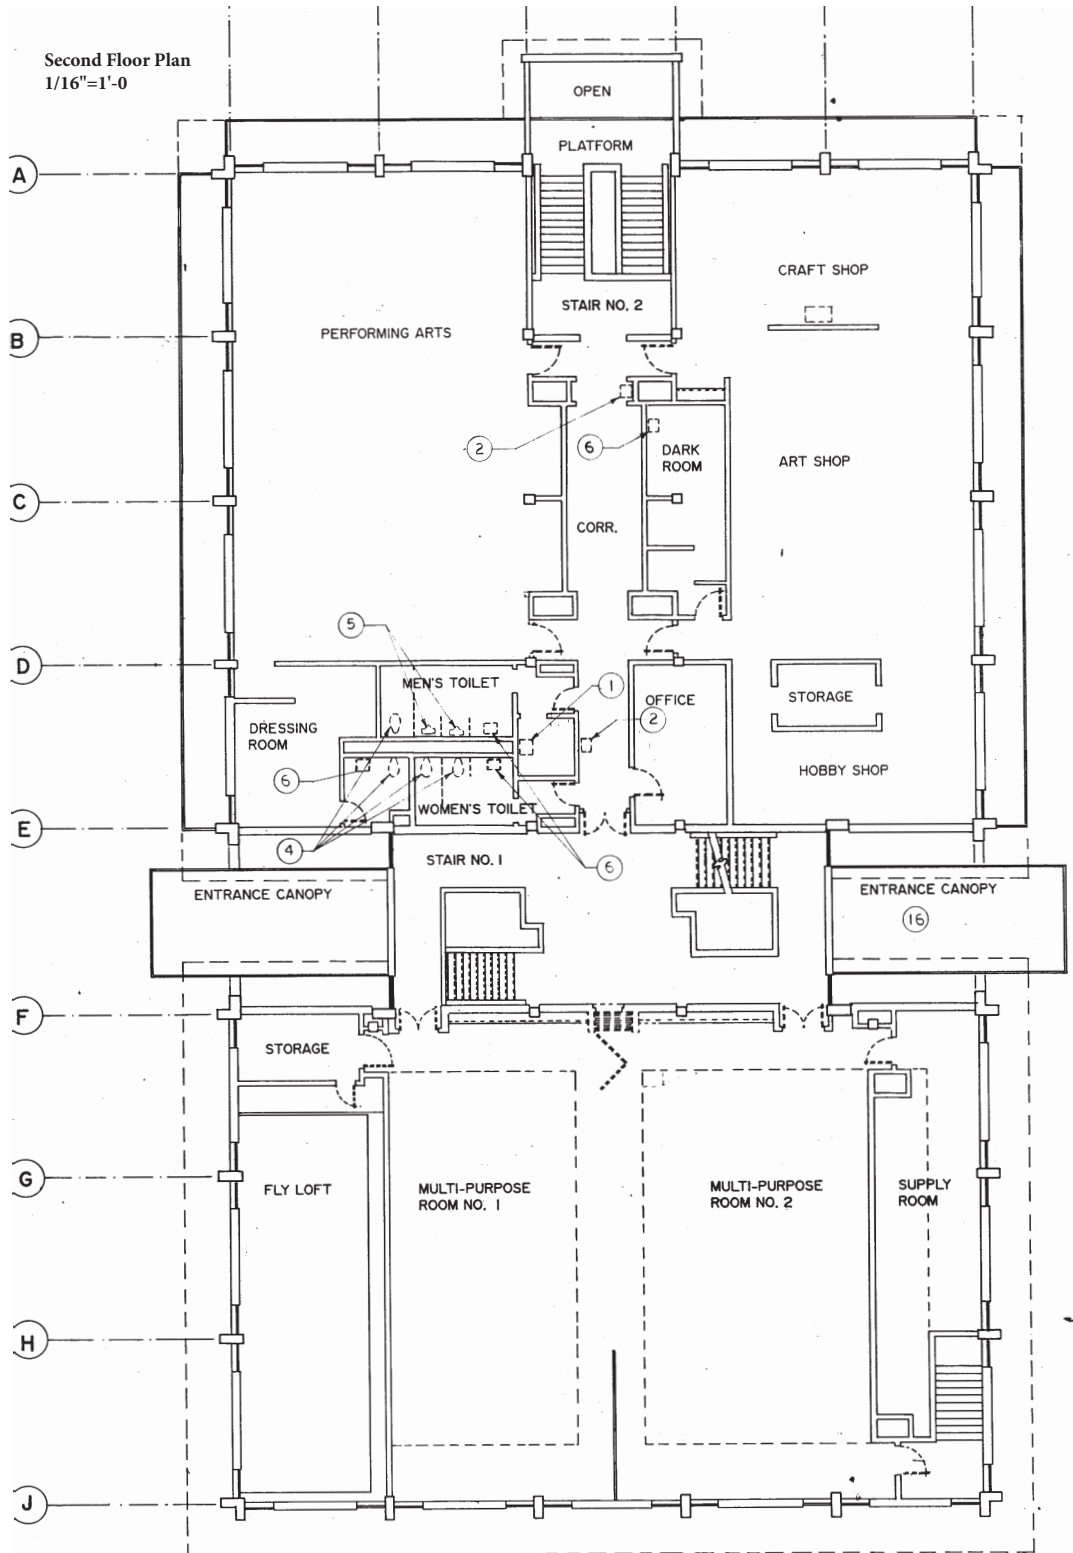 Second Floor Plan
1/16"=1'-0
OPEN
PLATFORM
A
CRAFT SHOP
STAIR NO. 2
B
PERFORMING ARTS
2
6
DARK
ROOM
ART SHOP
C
CORR.
5
D
MEN'S TOILET
1
OFFICE
STORAGE
2
DRESSING
ROOM
HOBBY SHOP
6
WOMEN'S TOILET
E
4
STAIR NO. 1
6
ENTRANCE CANOPY
ENTRANCE CANOPY
16
F
STORAGE
G
FLY LOFT
MULTI-PURPOSE
ROOM NO. 1
MULTI-PURPOSE
ROOM NO. 2
SUPPLY
ROOM
H
J